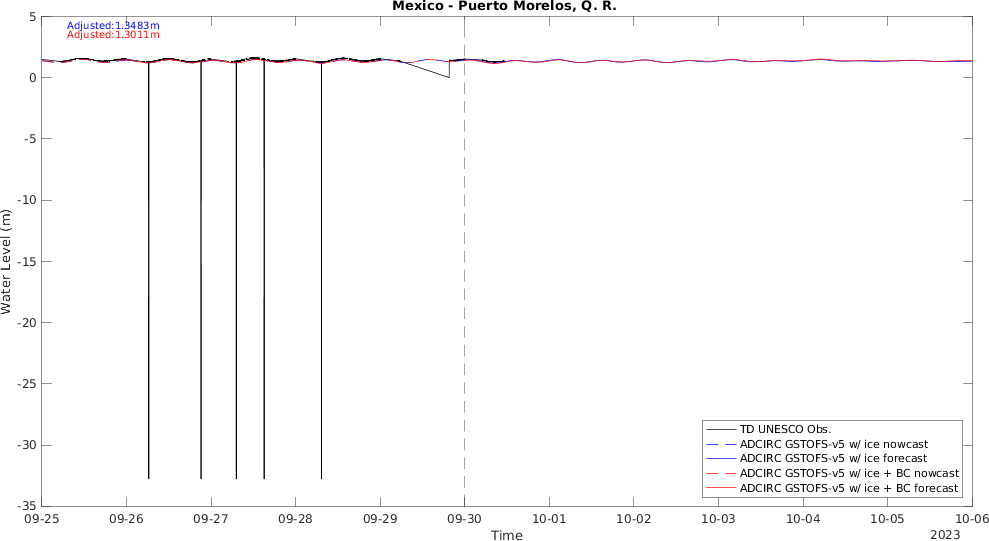 Mexico - Puerto Morelos, Q. R.
Adjusted:1.3483m
Adjusted:1.3011m
Water Level (m)
5
0
-5
-10
-15
-20
-25
-30
-35
TD UNESCO Obs.
ADCIRC GSTOFS-v5 w/ ice nowcast
ADCIRC GSTOFS-v5 w/ ice forecast
ADCIRC GSTOFS-v5 w/ ice + BC nowcast
ADCIRC GSTOFS-v5 w/ ice + BC forecast
09-25 09-26 09-27 09-28 09-29 09-30 10-01 10-02 10-03 10-04 10-05 10-06
Time
2023